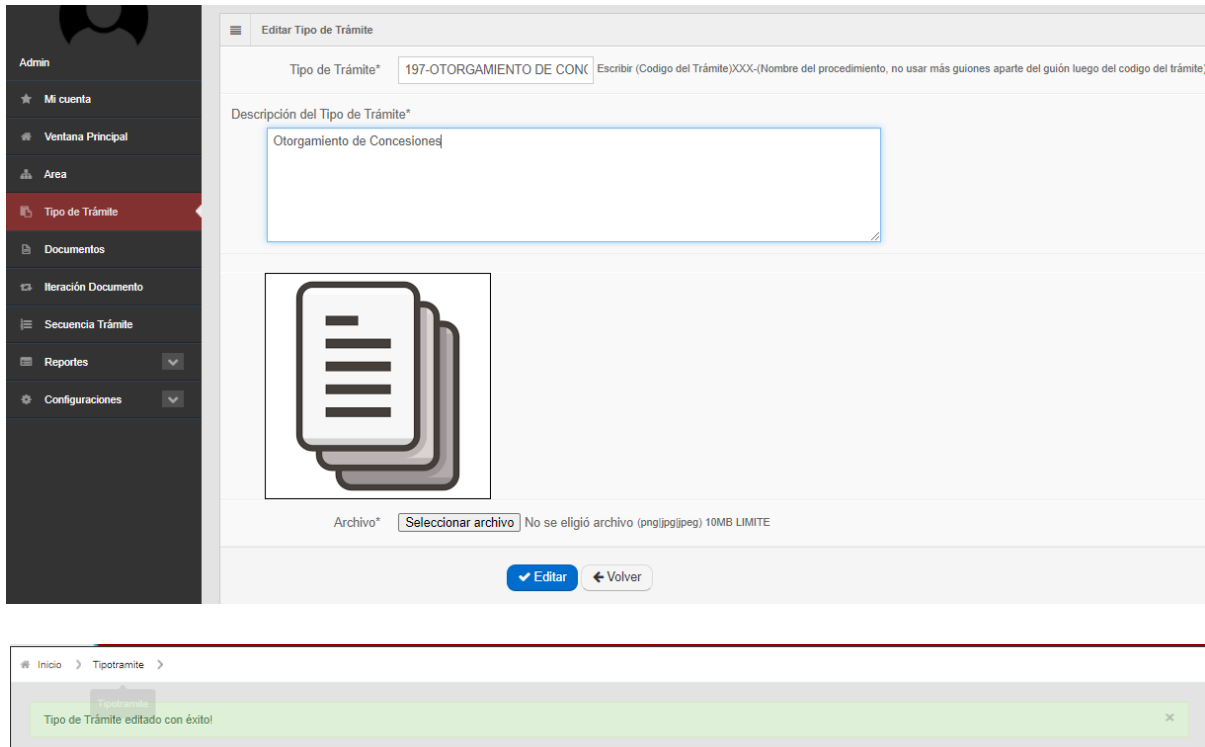 Editar Tipo de Trámite
Admin
Tipo de Trámite* 197-OTORGAMIENTO DE CONC Escribir (Codigo del Trámite)XXX-(Nombre del procedimiento, no usar más guiones aparte del guión luego del codigo del trámite)
Mi cuenta
Descripción del Tipo de Trámite*
Ventana Principal
Otorgamiento de Concesiones
Area
Tipo de Trámite
Documentos
Iteración Documento
Secuencia Trámite
Reportes
Configuraciones
Archivo* Seleccionar archivo No se eligió archivo (png|jpg|jpeg) 10MB LIMITE
Editar Volver
Inicio Tipotramite
Tipotramite
Tipo de Trámite editado con éxito! ×